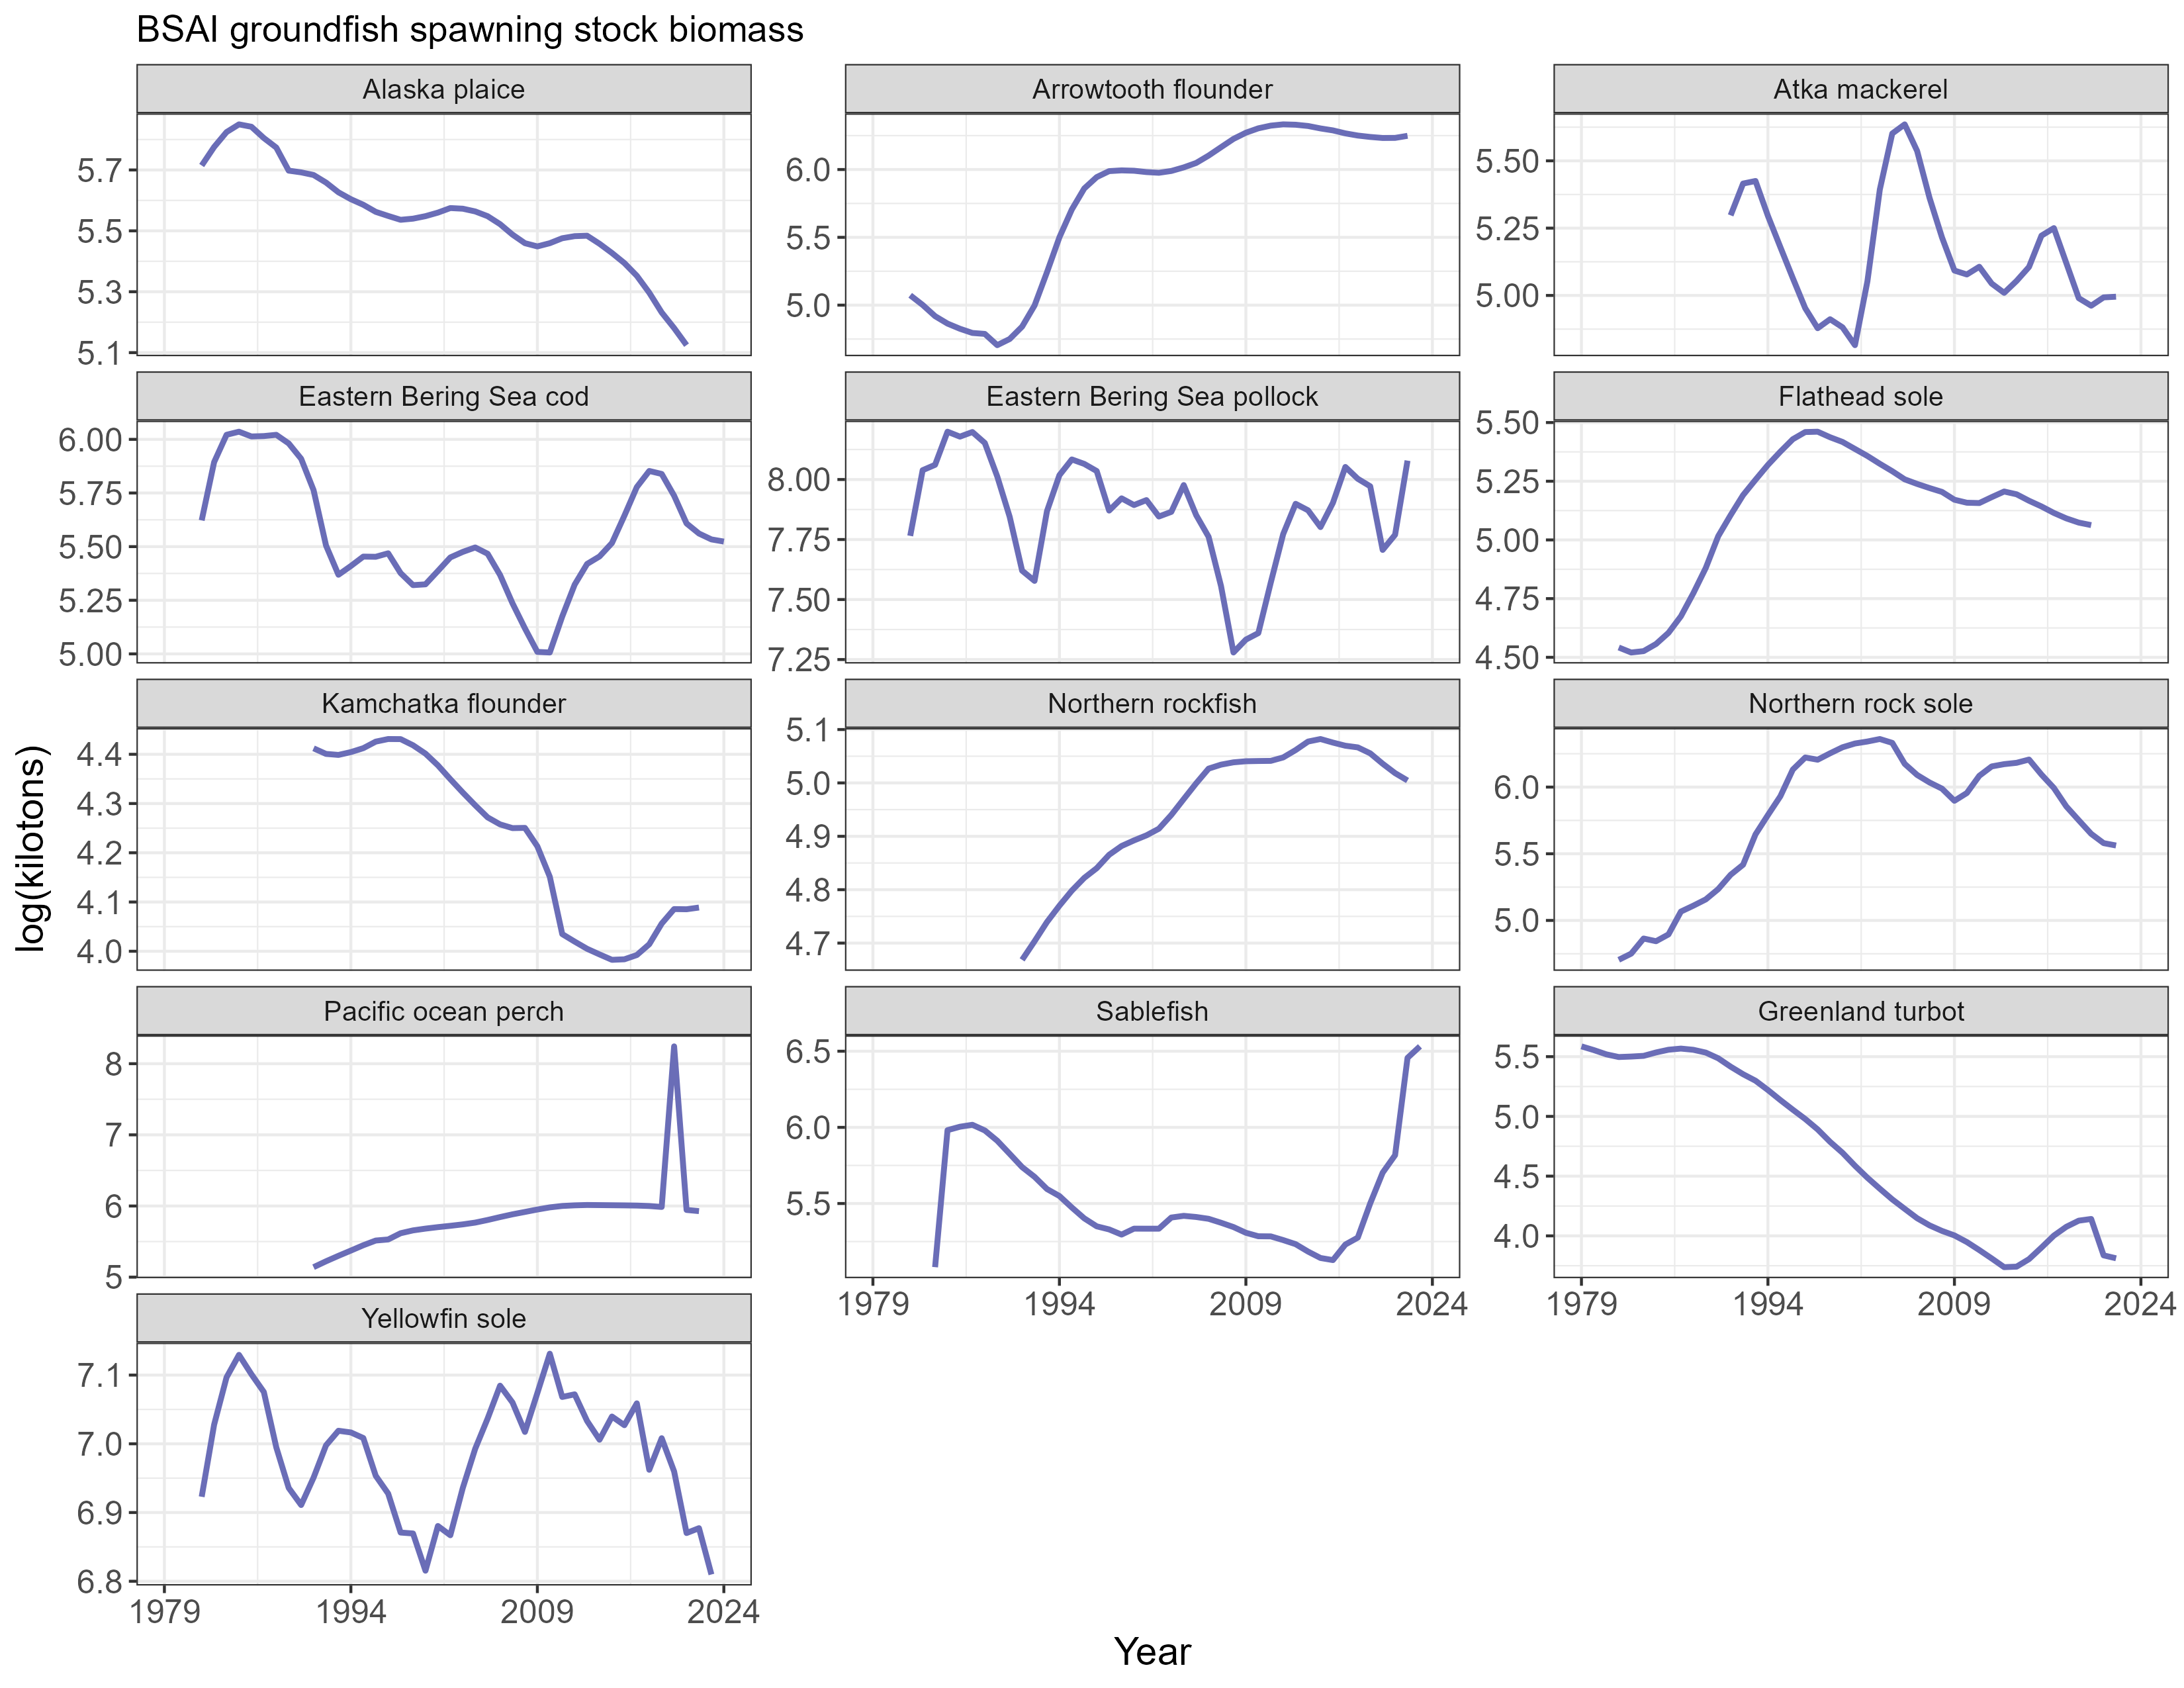 BSAI groundfish spawning stock biomass
Alaska plaice
Arrowtooth flounder
Atka mackerel
5.7
5.5
5.3
5.1
6.0
5.5
5.0
5.50
5.25
5.00
Eastern Bering Sea cod
Eastern Bering Sea pollock
Flathead sole
6.00
5.75
5.50
5.25
5.00
8.00
7.75
7.50
7.25
5.50
5.25
5.00
4.75
4.50
Kamchatka flounder
Northern rockfish
Northern rock sole
4.4
4.3
4.2
4.1
4.0
5.1
5.0
4.9
4.8
4.7
6.0
5.5
5.0
log(kilotons)
Pacific ocean perch
Sablefish
Greenland turbot
8
7
6
5
6.5
6.0
5.5
5.5
5.0
4.5
4.0
1979 1994 2009 2024
1979 1994 2009 2024
Yellowfin sole
7.1
7.0
6.9
6.8
1979 1994 2009 2024
Year